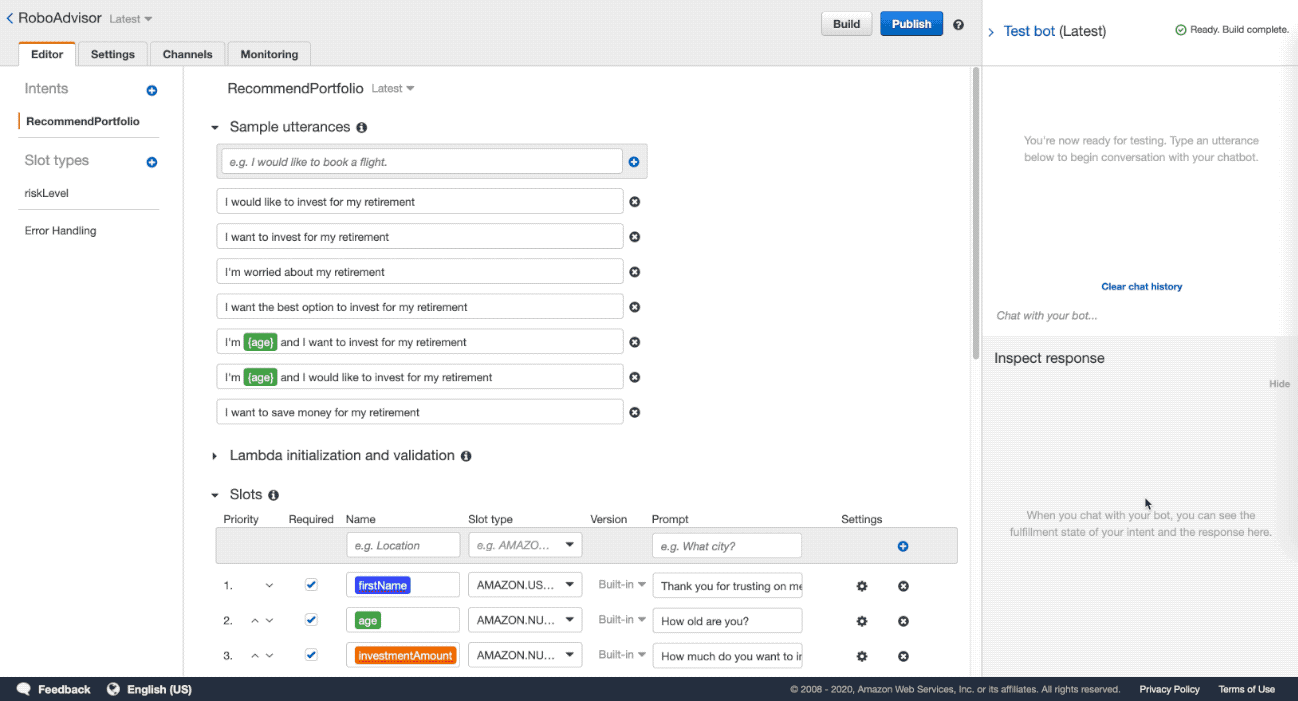 RoboAdvisor Latest
Build Publish
Editor Settings Channels Monitoring
Intents
RecommendPortfolio
Slot types
riskLevel
Error Handling
RecommendPortfolio Latest
Sample utterances
e.g. I would like to book a flight.
I would like to invest for my retirement
I want to invest for my retirement
I'm worried about my retirement
I want the best option to invest for my retirement
I'm {age} and I want to invest for my retirement
I'm {age} and I would like to invest for my retirement
I want to save money for my retirement
Lambda initialization and validation
Slots
Priority Required Name Slot type Version Prompt Settings
e.g. Location e.g. AMAZO... e.g. What city?
1. firstName AMAZON.US... Built-in Thank you for trusting on me
2. age AMAZON.NU... Built-in How old are you?
3. investmentAmount AMAZON.NU... Built-in How much do you want to in
Test bot (Latest)
Ready. Build complete.
You're now ready for testing. Type an utterance
below to begin conversation with your chatbot.
Clear chat history
Chat with your bot...
Inspect response
Hide
When you chat with your bot, you can see the
fulfillment state of your intent and the response here.
Feedback English (US)
© 2008 - 2020, Amazon Web Services, Inc. or its affiliates. All rights reserved. Privacy Policy Terms of Use